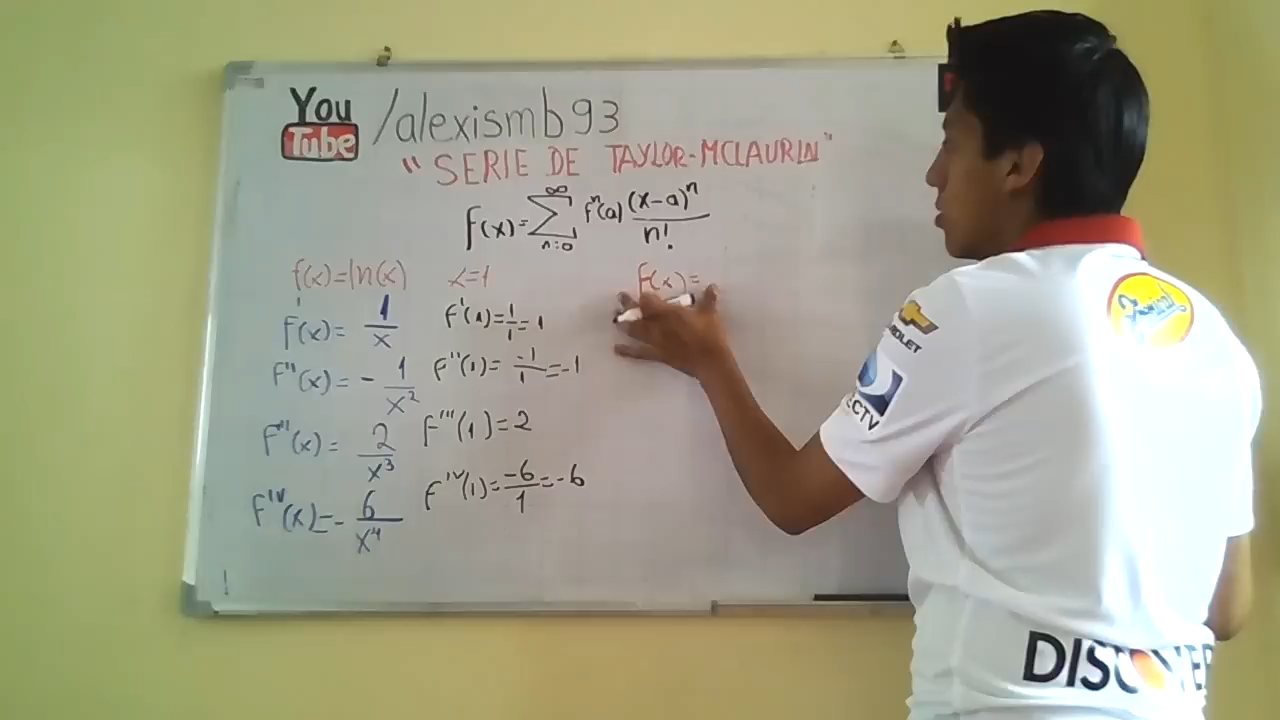 You Tube /alexismb93
"SERIE DE TAYLOR-MCLAURIN"
f(x)=∑_{n=0}^{∞} fⁿ(a) (x-a)ⁿ/n!
f(x)=ln(x) x=1
f'(x)= 1/x f'(1)=1/1=1
f''(x)= - 1/x² f''(1)= -1/1 =-1
f'''(x)= 2/x³ f'''(1)=2
f^{IV}(x)=- 6/x⁴ f^{IV}(1)= -6/1 =-6
f(x)=